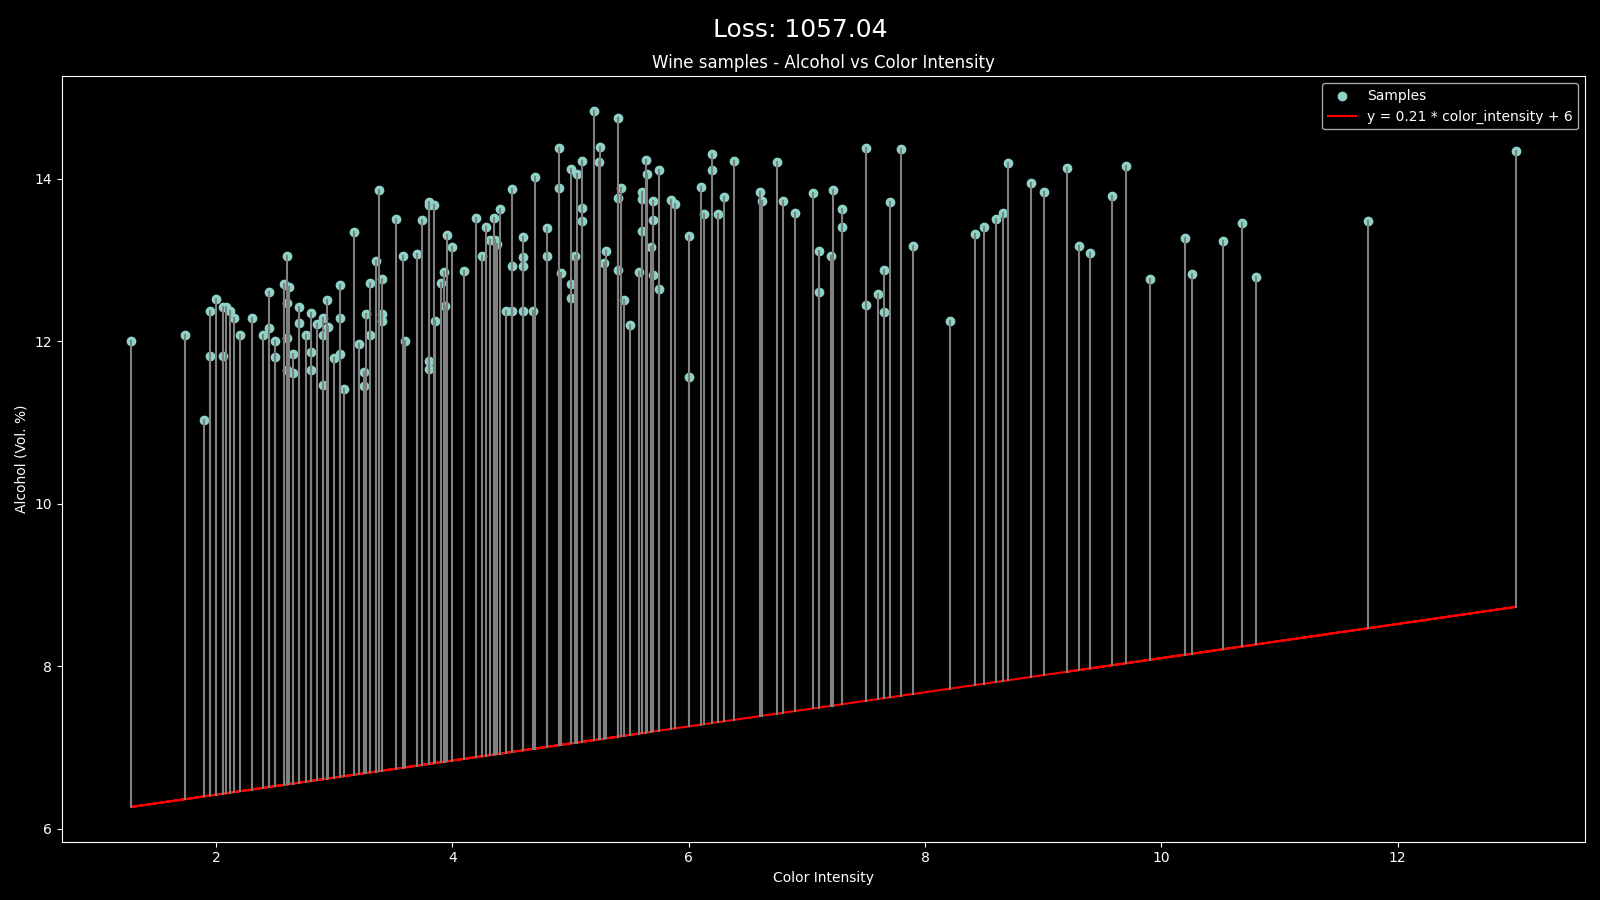 Loss: 1057.04
Wine samples - Alcohol vs Color Intensity
Samples
y = 0.21 * color_intensity + 6
14
12
10
8
6
Alcohol (Vol. %)
2
4
6
8
10
12
Color Intensity